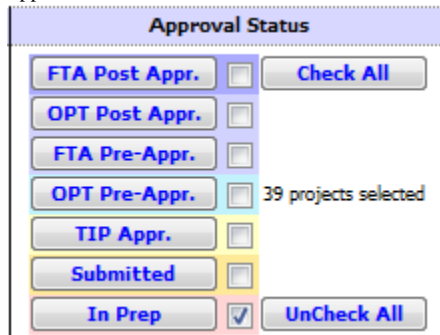 Approval Status
FTA Post Appr. Check All
OPT Post Appr.
FTA Pre-Appr.
OPT Pre-Appr. 39 projects selected
TIP Appr.
Submitted
In Prep UnCheck All